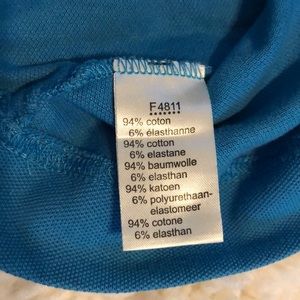 F4811
94% coton
6% élasthanne
94% cotton
6% elastane
94% baumwolle
6% elasthan
94% katoen
6% polyurethaan-
elastomeer
94% cotone
6% elasthan